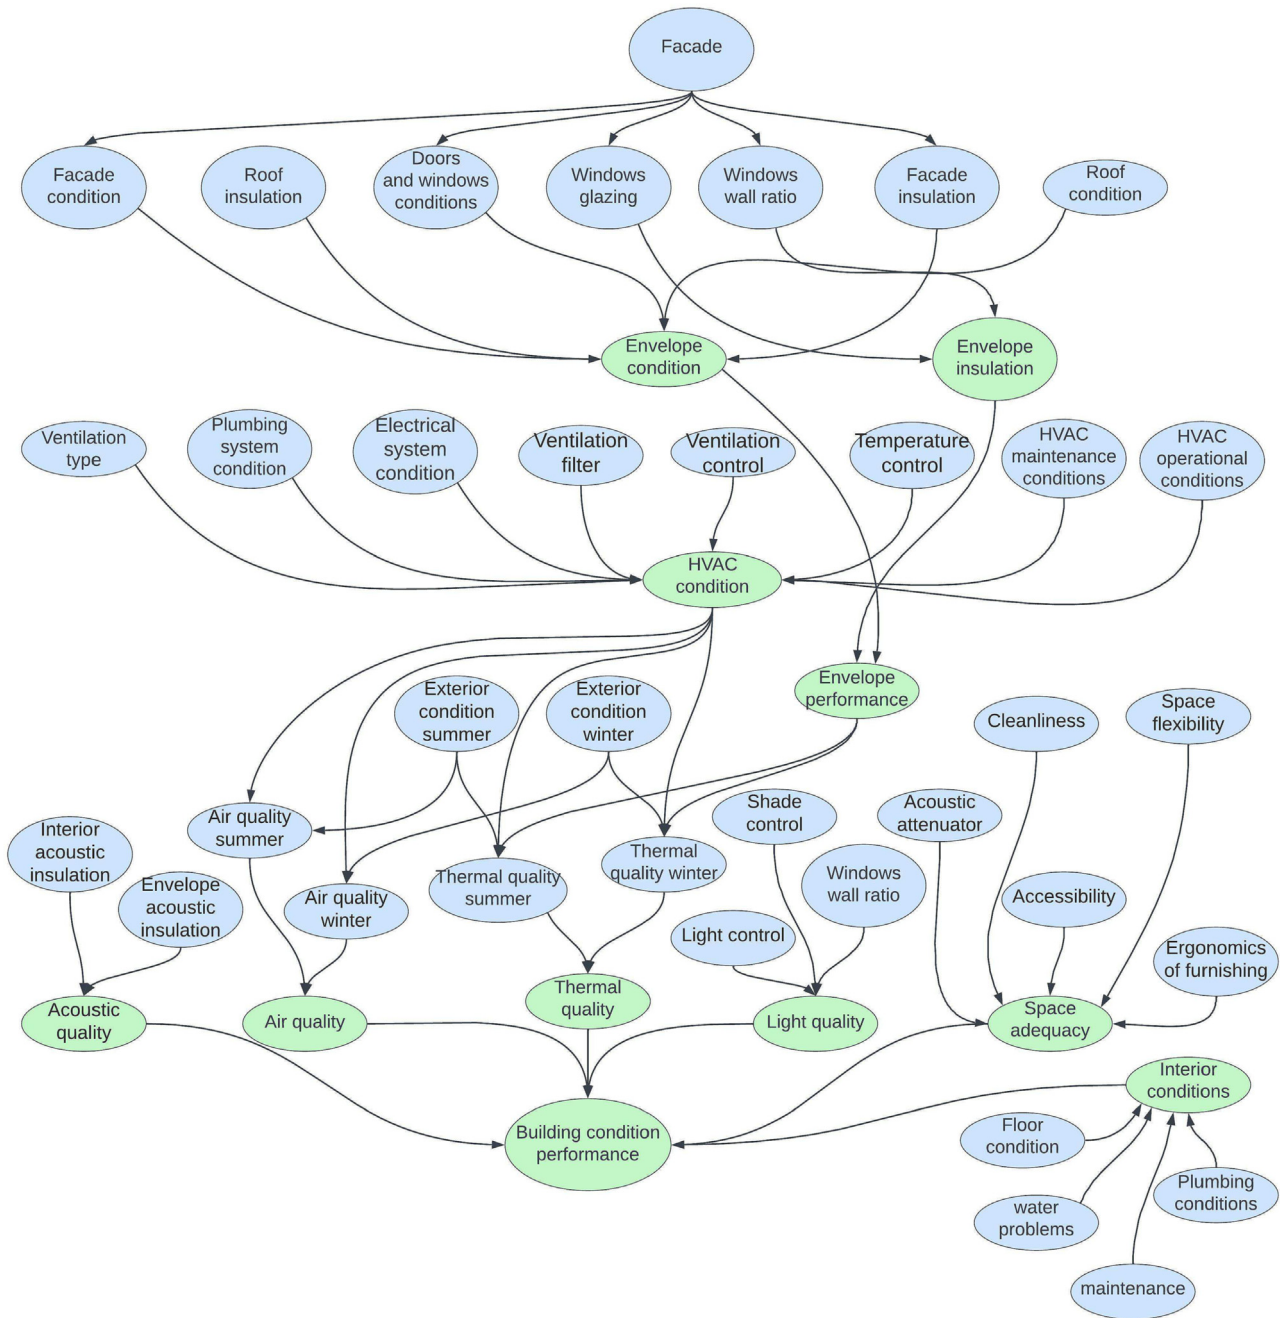 Facade
Facade
condition
Roof
insulation
Doors
and windows
conditions
Windows
glazing
Windows
wall ratio
Facade
insulation
Roof
condition
Envelope
condition
Envelope
insulation
Ventilation
type
Plumbing
system
condition
Electrical
system
condition
Ventilation
filter
Ventilation
control
Temperature
control
HVAC
maintenance
conditions
HVAC
operational
conditions
HVAC
condition
Envelope
performance
Exterior
condition
summer
Exterior
condition
winter
Cleanliness
Space
flexibility
Air quality
summer
Shade
control
Acoustic
attenuator
Interior
acoustic
insulation
Envelope
acoustic
insulation
Air quality
winter
Thermal quality
summer
Thermal
quality winter
Windows
wall ratio
Light control
Accessibility
Ergonomics
of furnishing
Acoustic
quality
Air quality
Thermal
quality
Light quality
Space
adequacy
Interior
conditions
Building condition
performance
Floor
condition
Plumbing
conditions
water
problems
maintenance